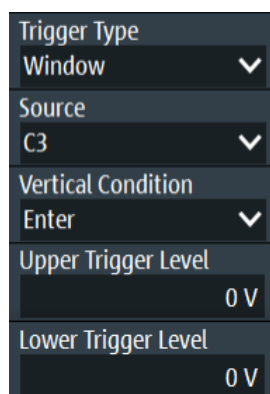 Trigger Type
Window
Source
C3
Vertical Condition
Enter
Upper Trigger Level
0 V
Lower Trigger Level
0 V